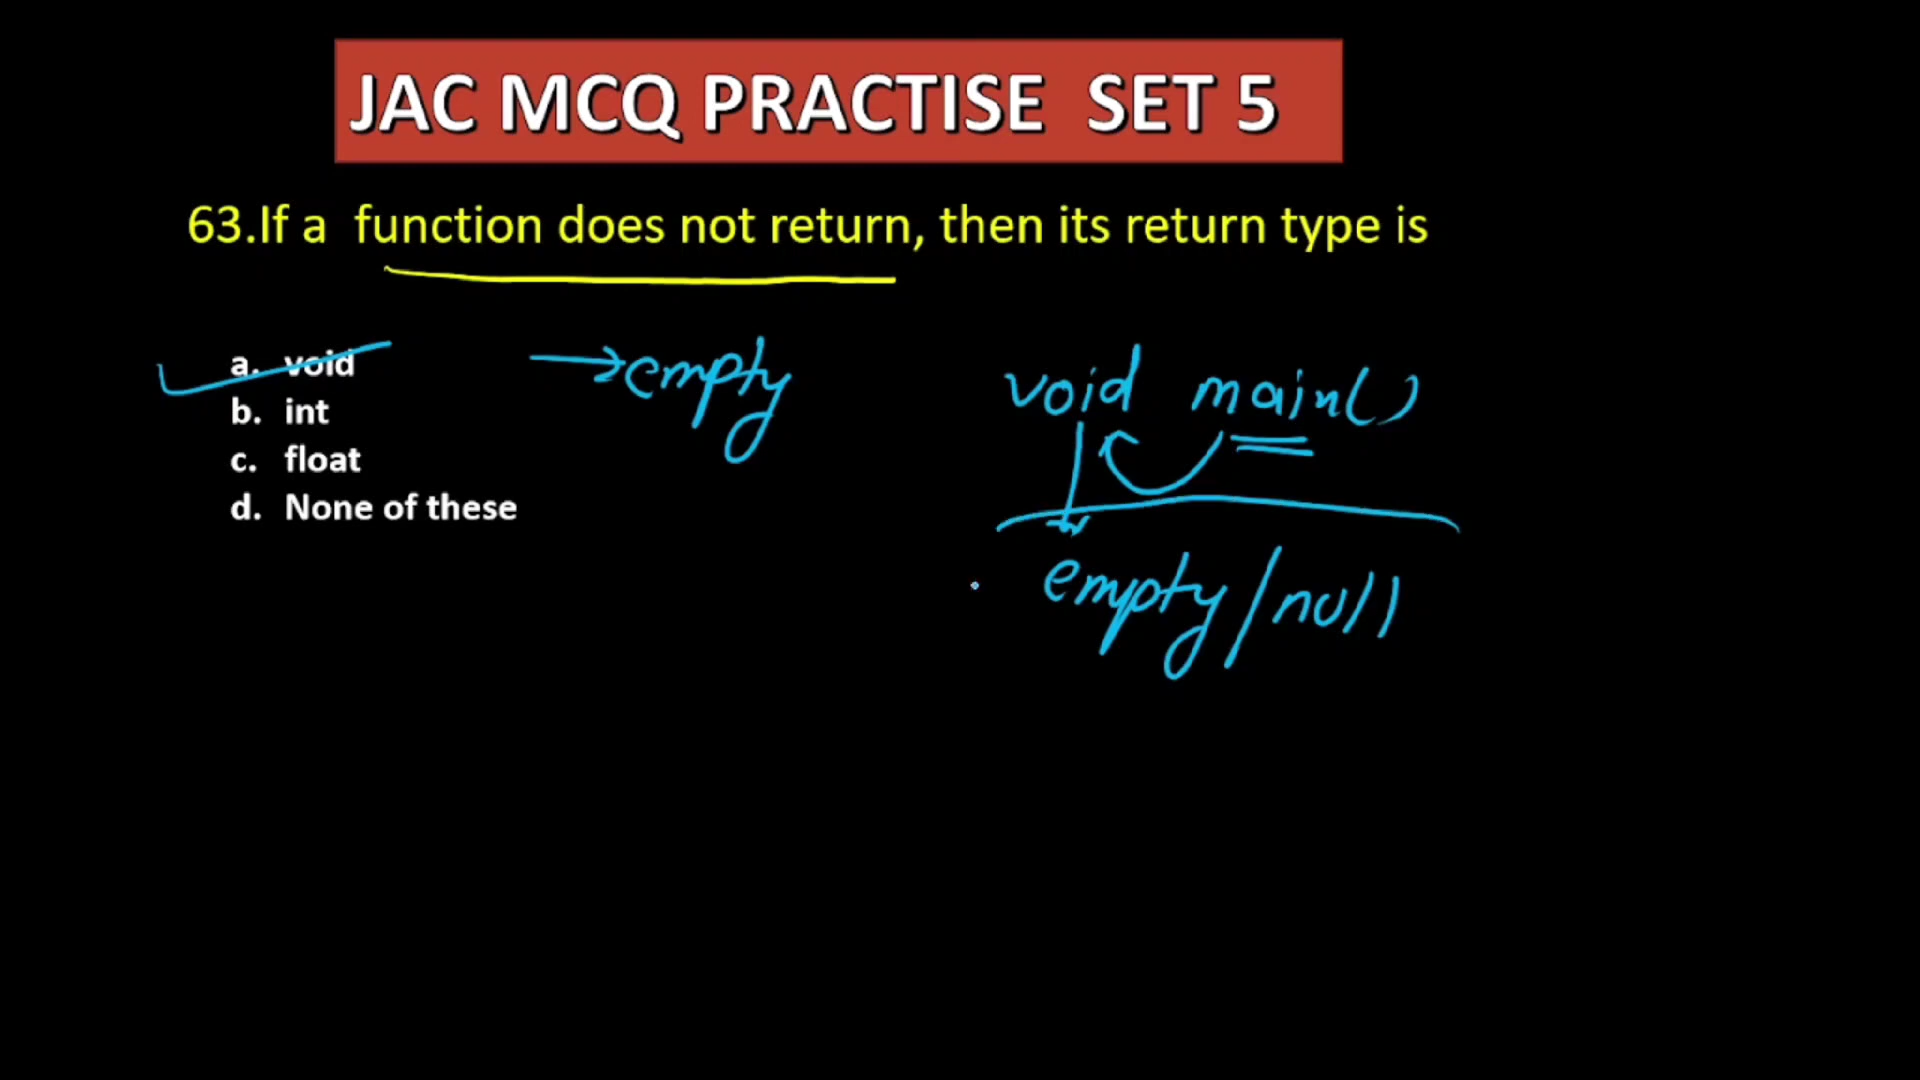 JAC MCQ PRACTISE SET 5
63.If a function does not return, then its return type is
a. void
→empty
void main()
b. int
c. float
d. None of these
empty/null